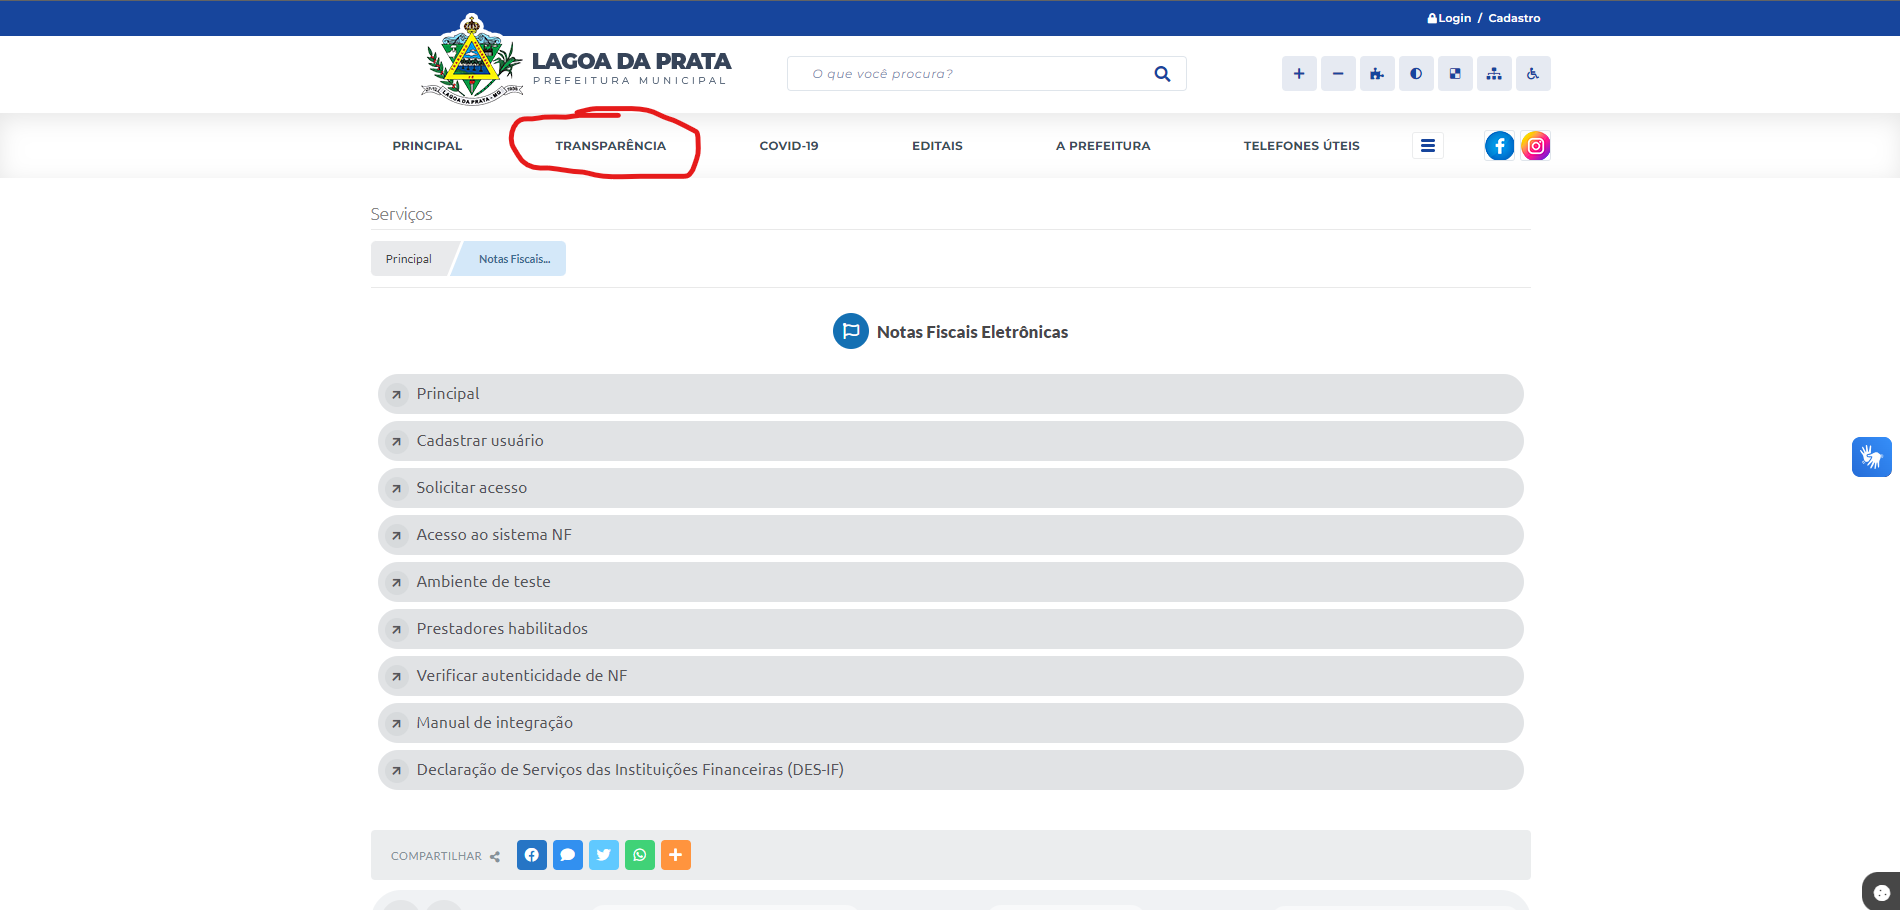 Login / Cadastro
LAGOA DA PRATA
PREFEITURA MUNICIPAL
LAGOA DA PRATA - MG
O que você procura?
PRINCIPAL
TRANSPARÊNCIA
COVID-19
EDITAIS
A PREFEITURA
TELEFONES ÚTEIS
Serviços
Principal
Notas Fiscais...
Notas Fiscais Eletrônicas
Principal
Cadastrar usuário
Solicitar acesso
Acesso ao sistema NF
Ambiente de teste
Prestadores habilitados
Verificar autenticidade de NF
Manual de integração
Declaração de Serviços das Instituições Financeiras (DES-IF)
COMPARTILHAR